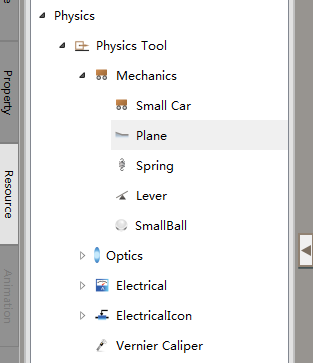 Physics
Physics Tool
Mechanics
Small Car
Plane
Spring
Lever
SmallBall
Optics
Electrical
ElectricalIcon
Vernier Caliper
Property
Resource
Animation